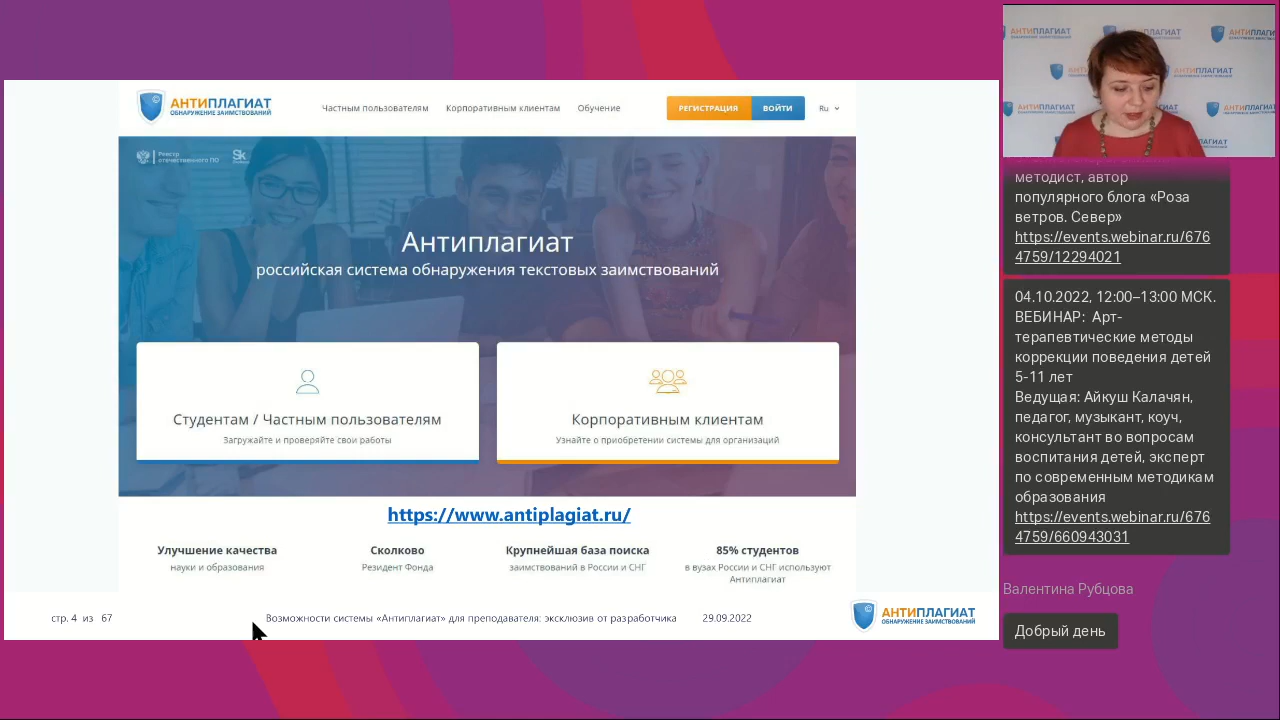 АНТИПЛАГИАТ
ОБНАРУЖЕНИЕ ЗАИМСТВОВАНИЙ
Частным пользователям
Корпоративным клиентам
Обучение
РЕГИСТРАЦИЯ
ВОЙТИ
Ru
Реестр
отечественного ПО
Sk
Антиплагиат
российская система обнаружения текстовых заимствований
Студентам / Частным пользователям
Загружайте и проверяйте свои работы
Корпоративным клиентам
Узнайте о приобретении системы для организаций
https://www.antiplagiat.ru/
Улучшение качества
науки и образования
Сколково
Резидент Фонда
Крупнейшая база поиска
заимствований в России и СНГ
85% студентов
в вузах России и СНГ используют
Антиплагиат
стр. 4 из 67
Возможности системы «Антиплагиат» для преподавателя: эксклюзив от разработчика
29.09.2022
АНТИПЛАГИАТ
ОБНАРУЖЕНИЕ ЗАИМСТВОВАНИЙ
методист, автор
популярного блога «Роза
ветров. Север»
https://events.webinar.ru/676
4759/12294021
04.10.2022, 12:00–13:00 МСК.
ВЕБИНАР: Арт-
терапевтические методы
коррекции поведения детей
5-11 лет
Ведущая: Айкуш Калачян,
педагог, музыкант, коуч,
консультант во вопросам
воспитания детей, эксперт
по современным методикам
образования
https://events.webinar.ru/676
4759/660943031
Валентина Рубцова
Добрый день